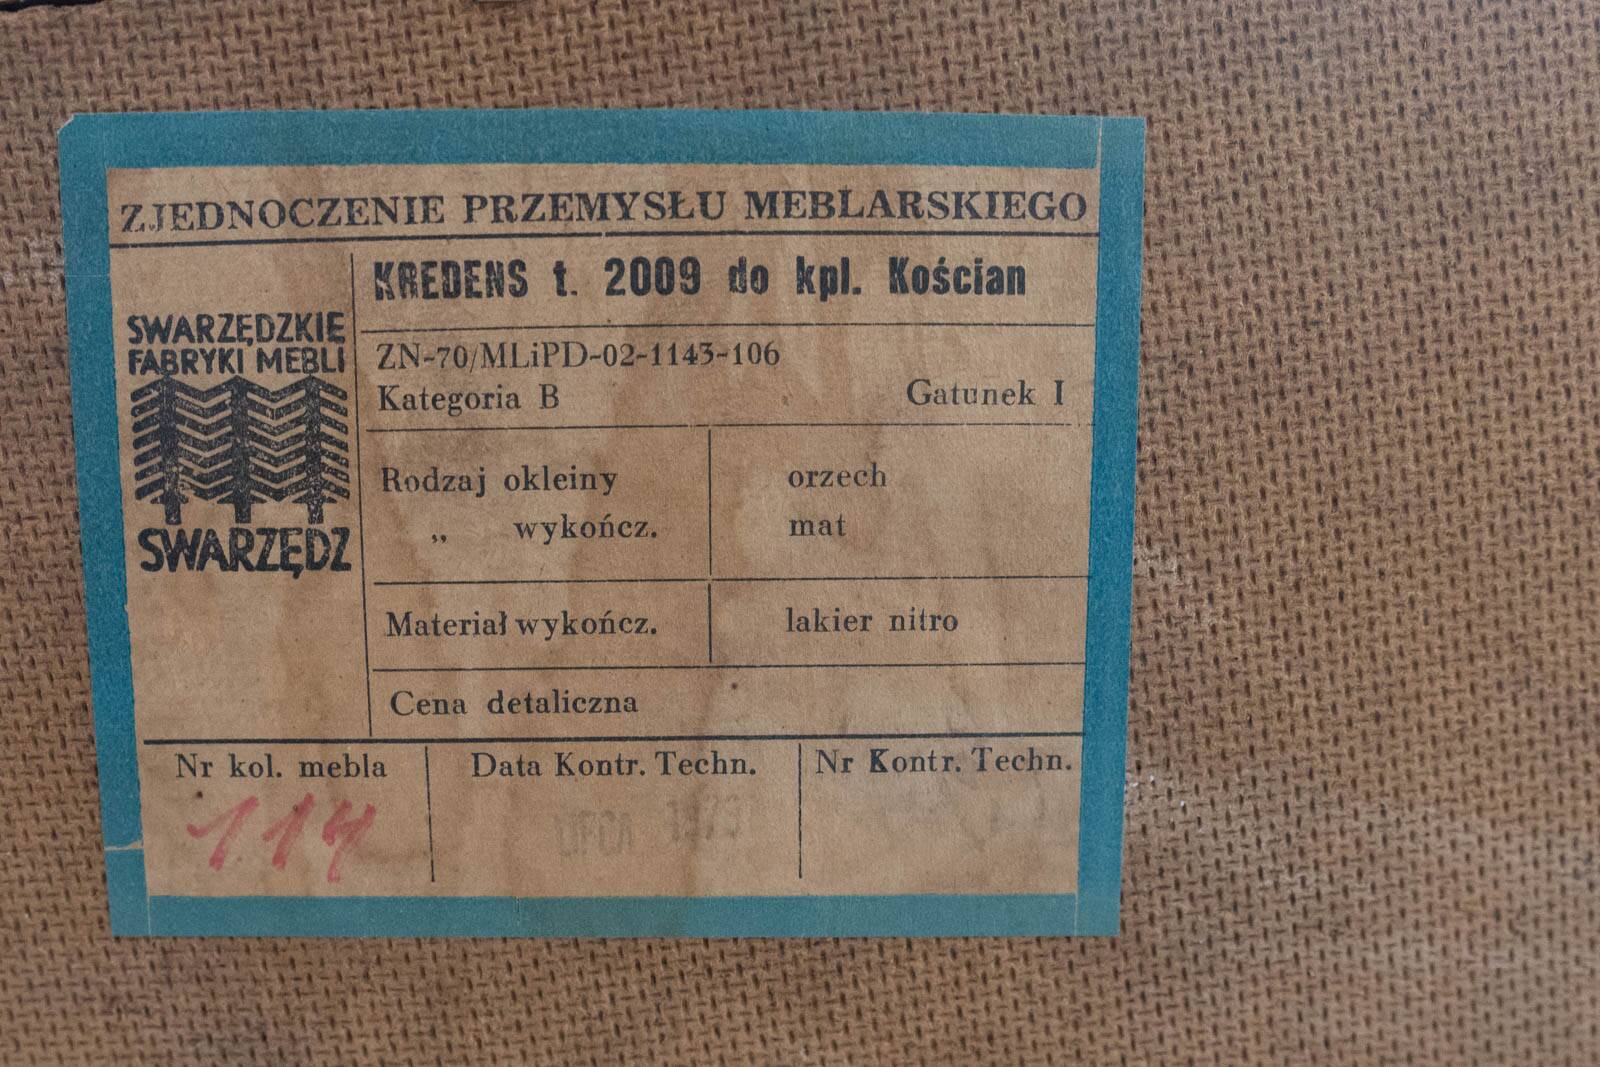 ZJEDNOCZENIE PRZEMYSŁU MEBLARSKIEGO
SWARZĘDZKIE
FABRYKI MEBLI
SWARZĘDZ
KREDENS t. 2009 do kpl. Kościan
ZN-70/MLiPD-02-1143-106
Kategoria B Gatunek I
Rodzaj okleiny orzech
„ wykończ. mat
Materiał wykończ. lakier nitro
Cena detaliczna
Nr kol. mebla Data Kontr. Techn. Nr Kontr. Techn.
114 LIPCA